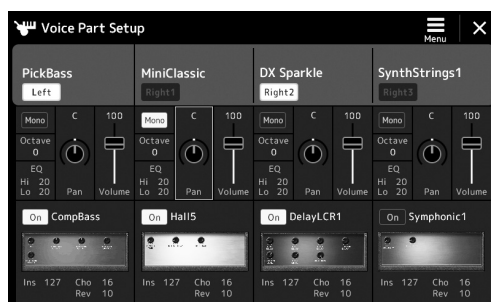 Voice Part Setup
Menu
PickBass
Left
MiniClassic
Right1
DX Sparkle
Right2
SynthStrings1
Right3
Mono C 100
Octave
0
EQ
Hi 20
Lo 20 Pan Volume
Mono C 100
Octave
0
EQ
Hi 20
Lo 20 Pan Volume
Mono C 100
Octave
0
EQ
Hi 20
Lo 20 Pan Volume
Mono C 100
Octave
0
EQ
Hi 20
Lo 20 Pan Volume
On CompBass
Ins 127 Cho 16
Rev 10
On Hall5
Ins 127 Cho 16
Rev 10
On DelayLCR1
Ins 127 Cho 16
Rev 10
On Symphonic1
Ins 127 Cho 16
Rev 10